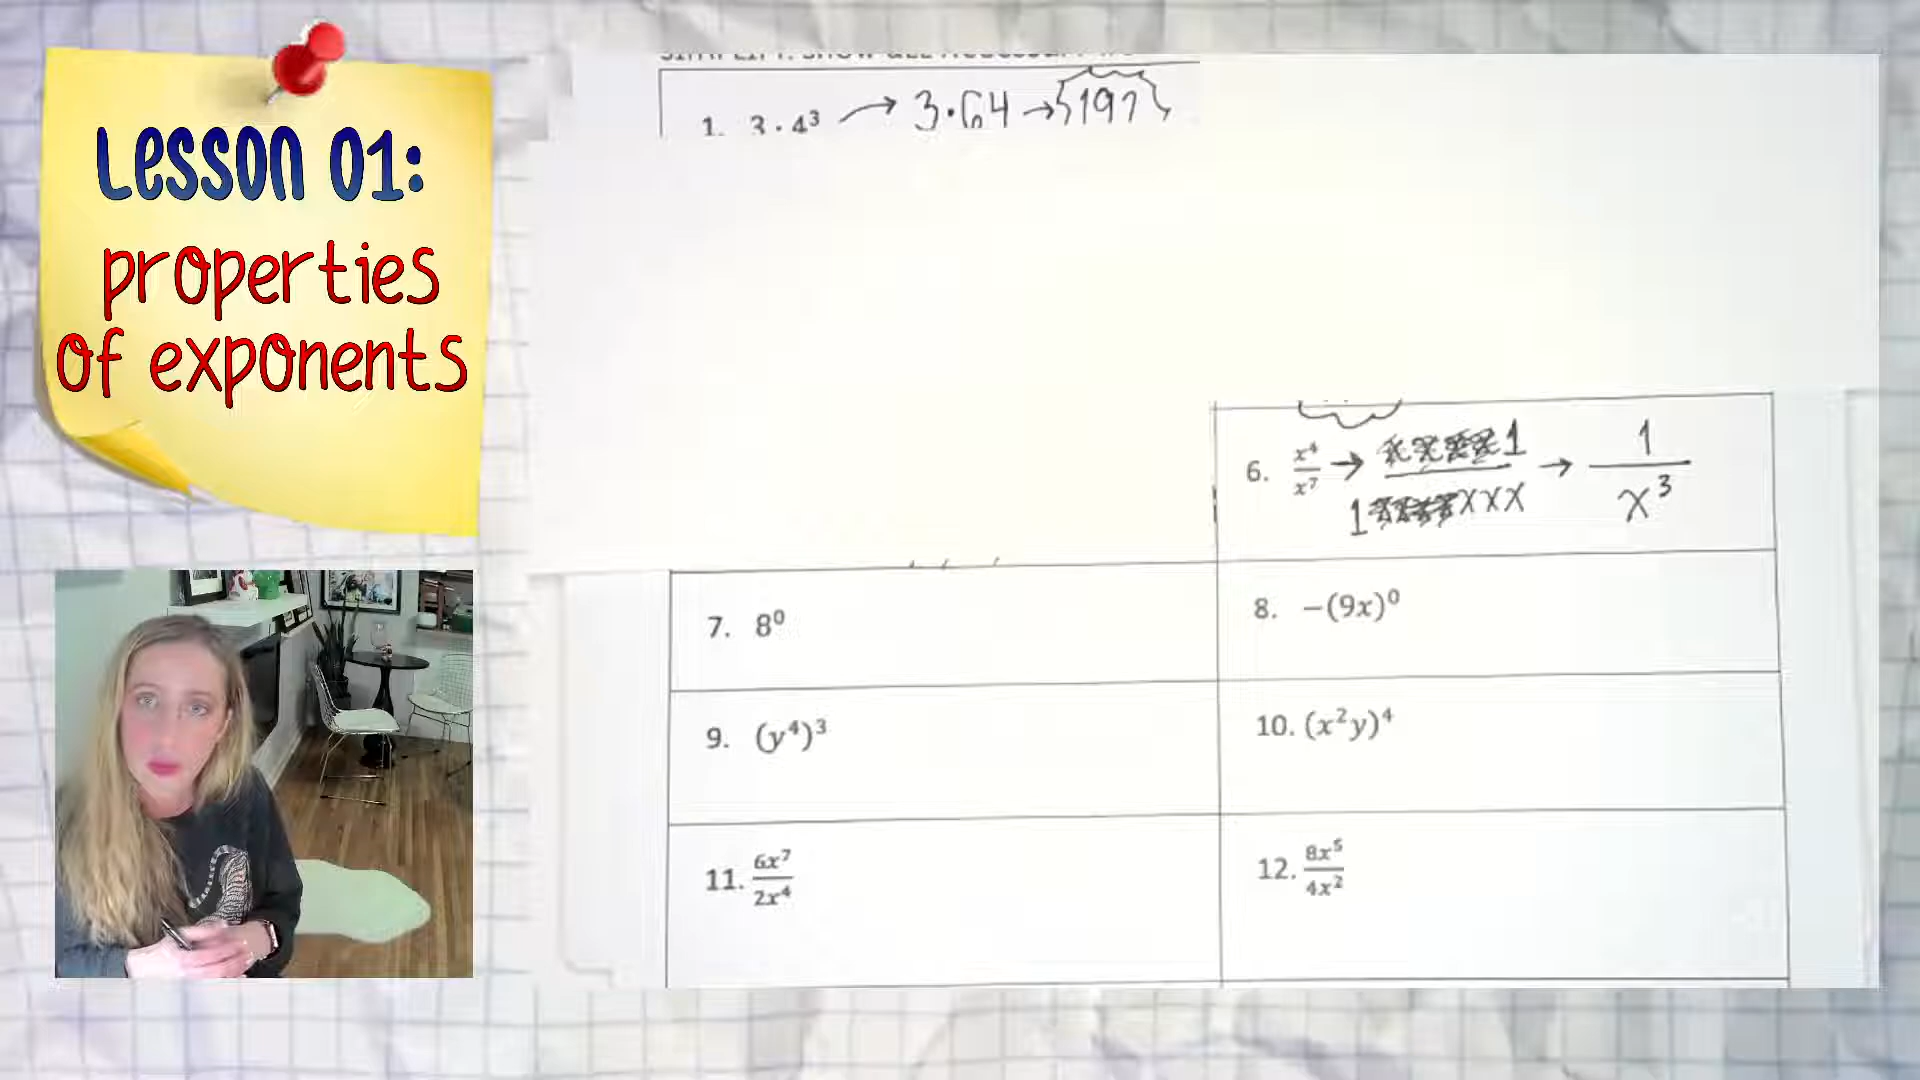 Lesson 01:
properties
of exponents
1. 3 · 4³ → 3·64 → 192
6. x⁴/x⁷ → 1/1xxx → 1/x³
7. 8⁰
8. −(9x)⁰
9. (y⁴)³
10. (x²y)⁴
11. 6x⁷/2x⁴
12. 8x⁵/4x²